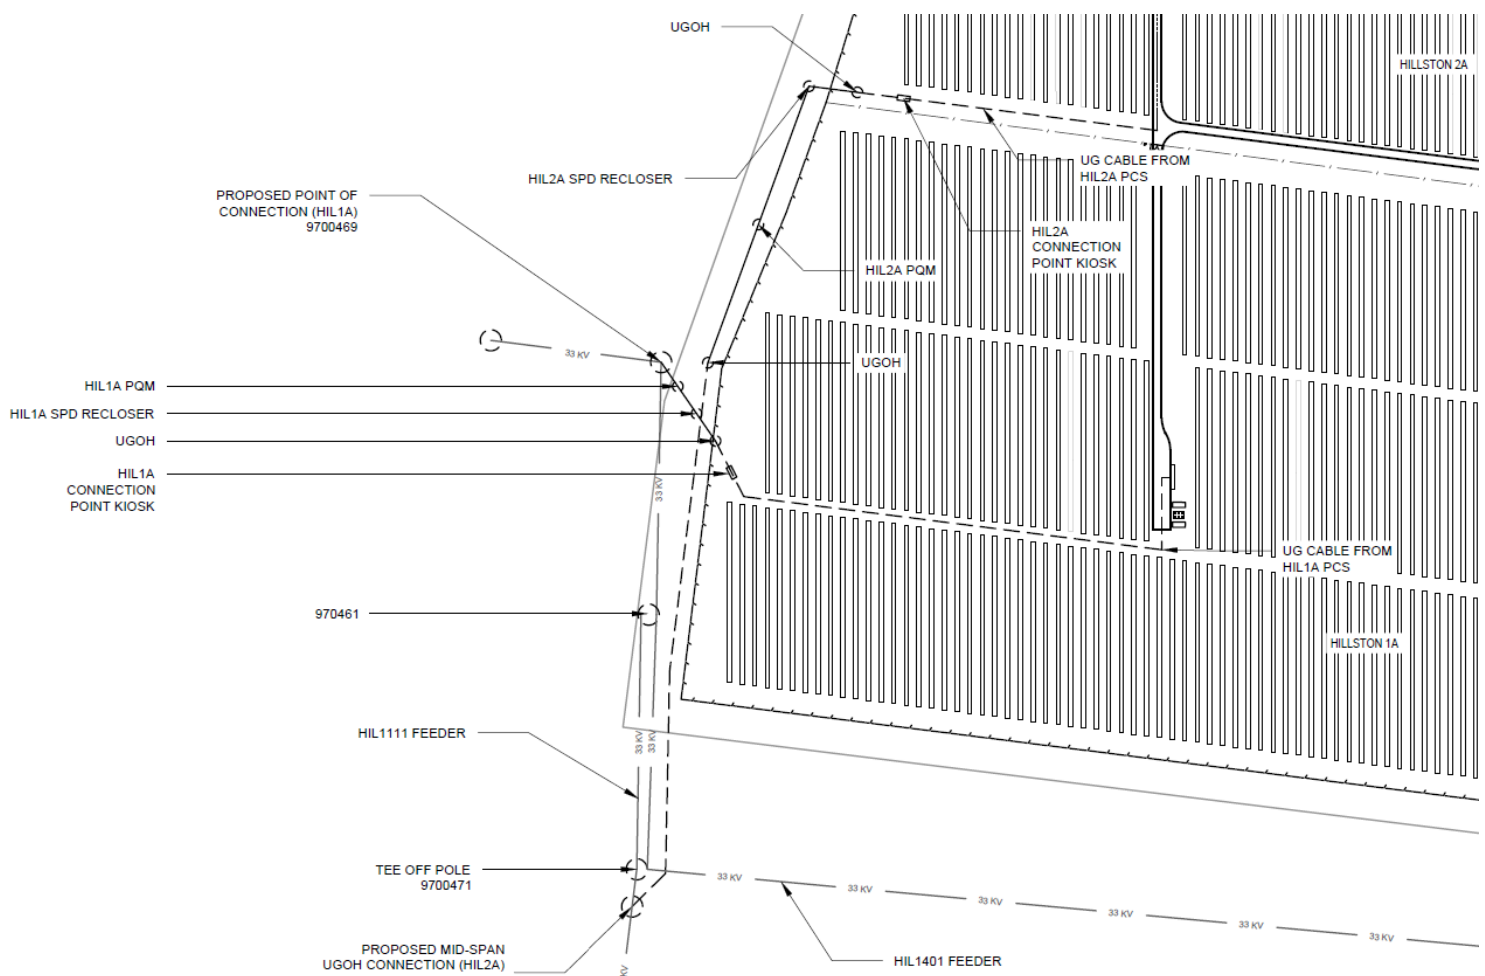 UGOH
HILLSTON 2A
HIL2A SPD RECLOSER
UG CABLE FROM
HIL2A PCS
PROPOSED POINT OF
CONNECTION (HIL1A)
9700469
HIL2A
CONNECTION
POINT KIOSK
HIL2A PQM
33 KV
UGOH
HIL1A PQM
HIL1A SPD RECLOSER
UGOH
HIL1A
CONNECTION
POINT KIOSK
33 KV
UG CABLE FROM
HIL1A PCS
970461
HILLSTON 1A
HIL1111 FEEDER
33 KV
33 KV
TEE OFF POLE
9700471
33 KV
33 KV
33 KV
33 KV
33 KV
33 KV
PROPOSED MID-SPAN
UGOH CONNECTION (HIL2A)
HIL1401 FEEDER
KV